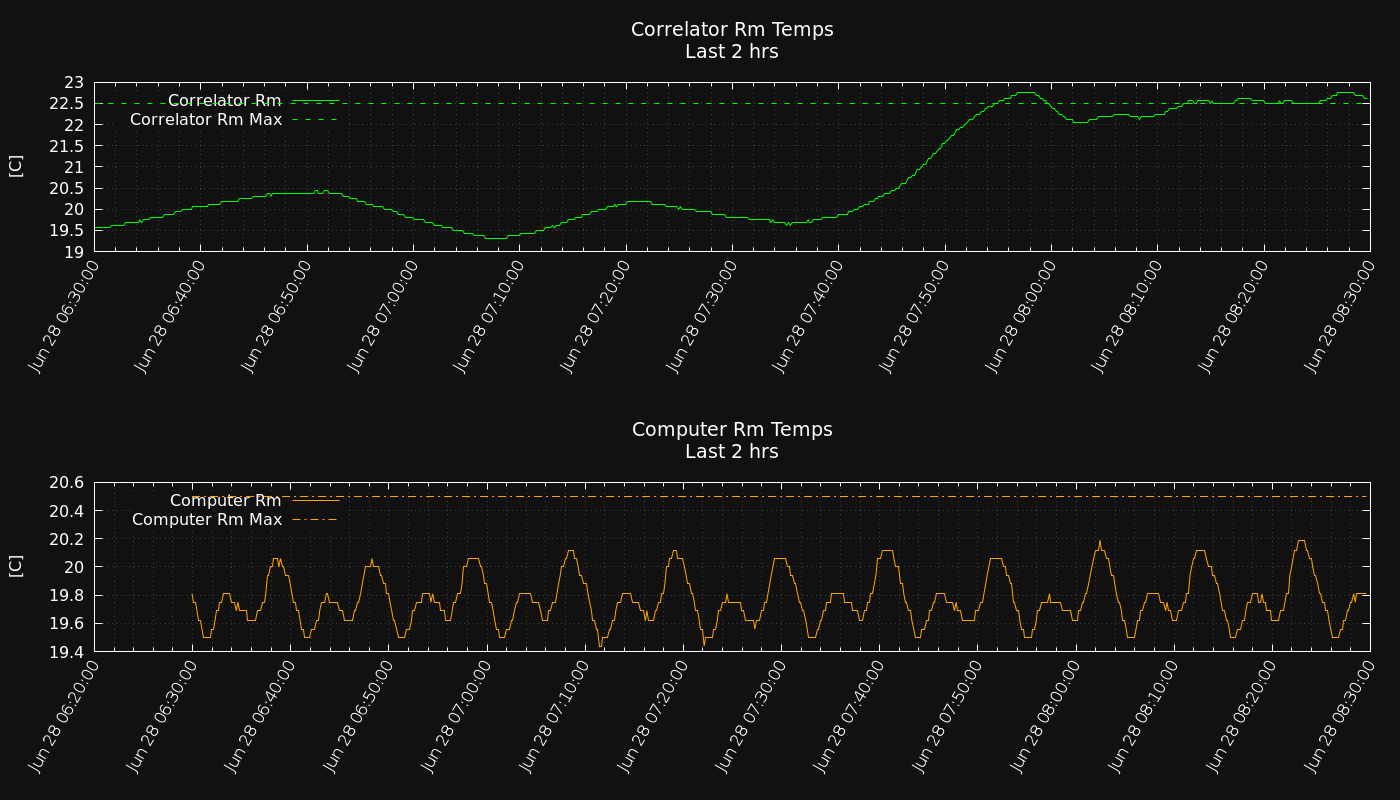 Correlator Rm Temps
Last 2 hrs
23
22.5
22
21.5
21
20.5
20
19.5
19
[C]
Correlator Rm
Correlator Rm Max
Jun 28 06:30:00
Jun 28 06:40:00
Jun 28 06:50:00
Jun 28 07:00:00
Jun 28 07:10:00
Jun 28 07:20:00
Jun 28 07:30:00
Jun 28 07:40:00
Jun 28 07:50:00
Jun 28 08:00:00
Jun 28 08:10:00
Jun 28 08:20:00
Jun 28 08:30:00
Computer Rm Temps
Last 2 hrs
20.6
20.4
20.2
20
19.8
19.6
19.4
[C]
Computer Rm
Computer Rm Max
Jun 28 06:20:00
Jun 28 06:30:00
Jun 28 06:40:00
Jun 28 06:50:00
Jun 28 07:00:00
Jun 28 07:10:00
Jun 28 07:20:00
Jun 28 07:30:00
Jun 28 07:40:00
Jun 28 07:50:00
Jun 28 08:00:00
Jun 28 08:10:00
Jun 28 08:20:00
Jun 28 08:30:00